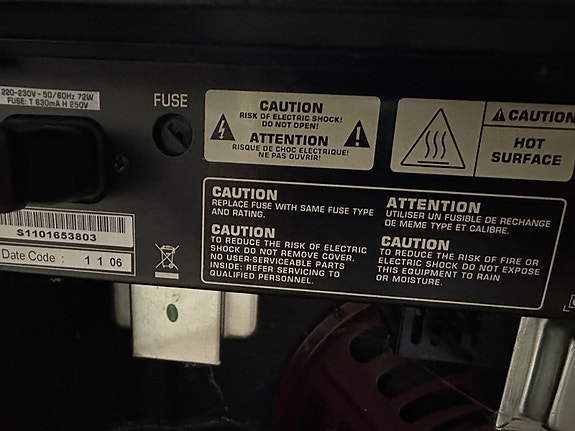 220-230V - 50/60Hz 72W
FUSE: T 630mA H 250V
FUSE
CAUTION
RISK OF ELECTRIC SHOCK!
DO NOT OPEN!
ATTENTION
RISQUE DE CHOC ELECTRIQUE!
NE PAS OUVRIR!
CAUTION
HOT
SURFACE
CAUTION
REPLACE FUSE WITH SAME FUSE TYPE
AND RATING.
CAUTION
TO REDUCE THE RISK OF ELECTRIC
SHOCK DO NOT REMOVE COVER.
NO USER-SERVICEABLE PARTS
INSIDE: REFER SERVICING TO
QUALIFIED PERSONNEL.
ATTENTION
UTILISER UN FUSIBLE DE RECHANGE
DE MEME TYPE ET CALIBRE.
CAUTION
TO REDUCE THE RISK OF FIRE OR
ELECTRIC SHOCK DO NOT EXPOSE
THIS EQUIPMENT TO RAIN
OR MOISTURE.
S1101653803
Date Code : 11 06